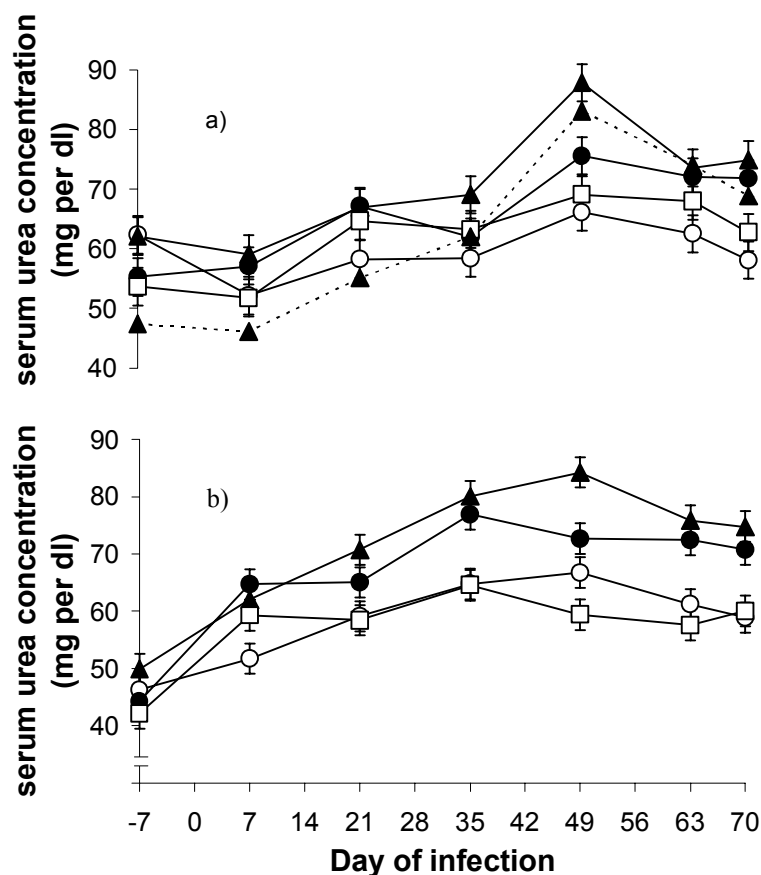 serum urea concentration
(mg per dl)
90
80
70
60
50
40
a)
serum urea concentration
(mg per dl)
90
80
70
60
50
40
b)
-7 0 7 14 21 28 35 42 49 56 63 70
Day of infection